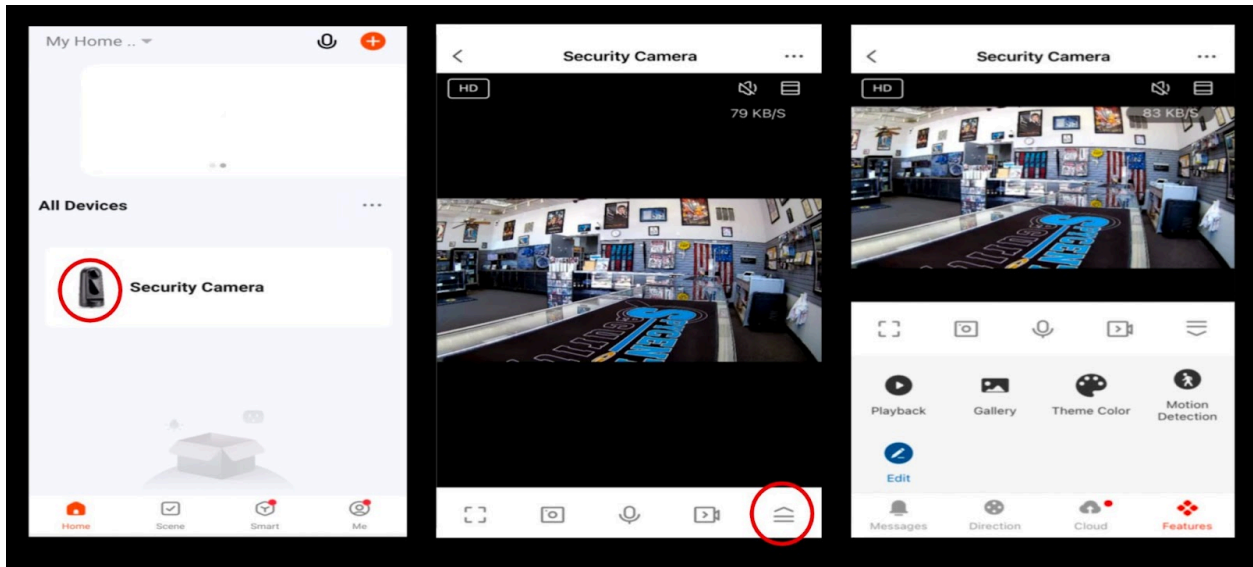 My Home ..
All Devices
Security Camera
Home
Scene
Smart
Me
Security Camera
HD
79 KB/S
Security Camera
HD
83 KB/S
Playback
Gallery
Theme Color
Motion
Detection
Edit
Messages
Direction
Cloud
Features